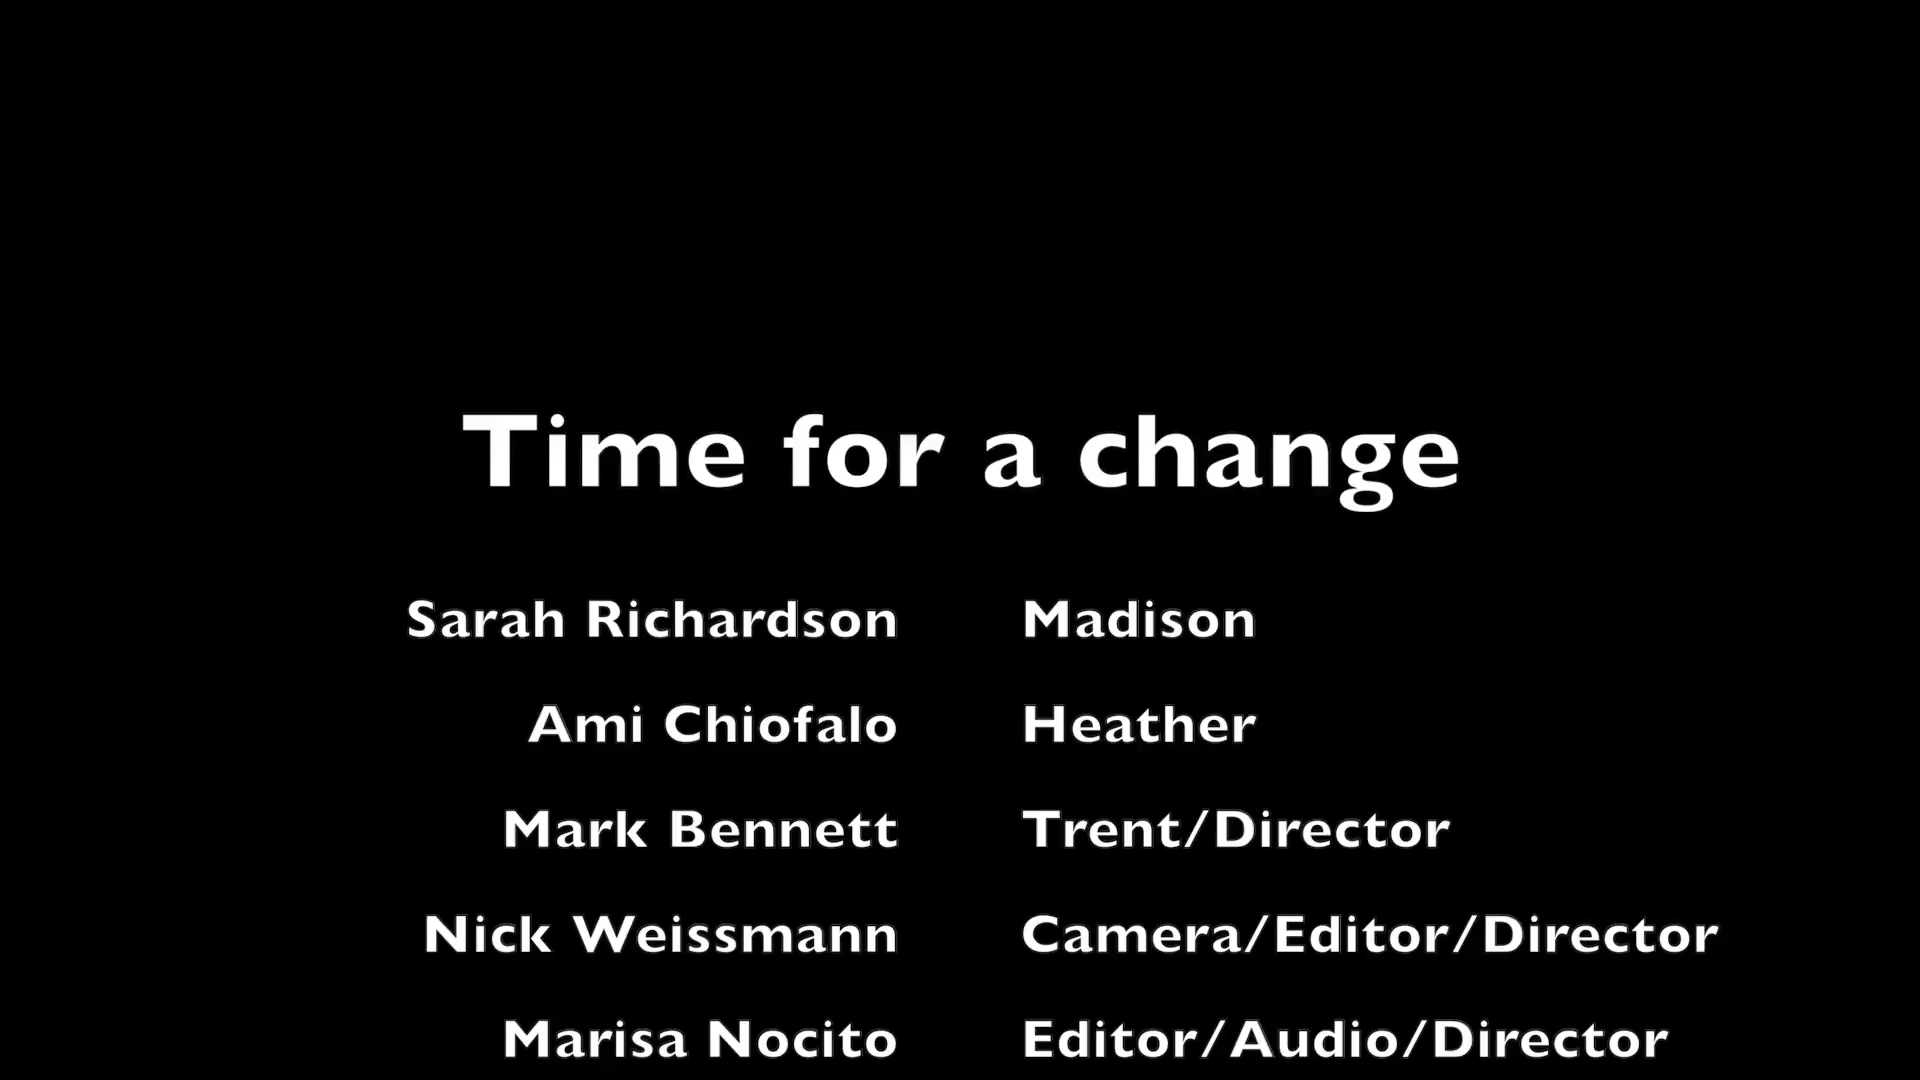 Time for a change
Sarah Richardson Madison
Ami Chiofalo Heather
Mark Bennett Trent/Director
Nick Weissmann Camera/Editor/Director
Marisa Nocito Editor/Audio/Director